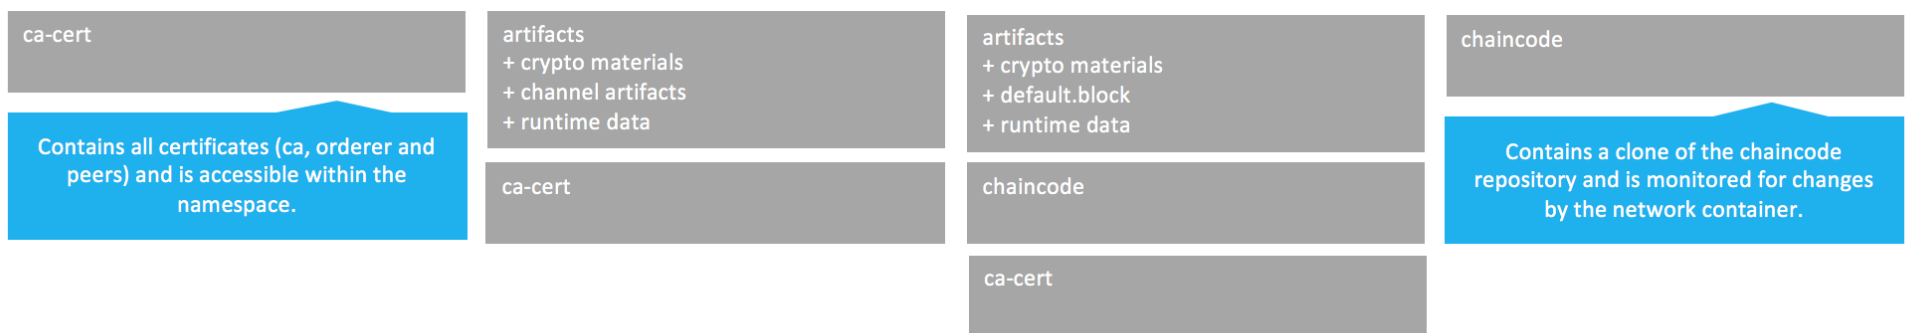 ca-cert
Contains all certificates (ca, orderer and
peers) and is accessible within the
namespace.
artifacts
+ crypto materials
+ channel artifacts
+ runtime data
ca-cert
artifacts
+ crypto materials
+ default.block
+ runtime data
chaincode
ca-cert
chaincode
Contains a clone of the chaincode
repository and is monitored for changes
by the network container.